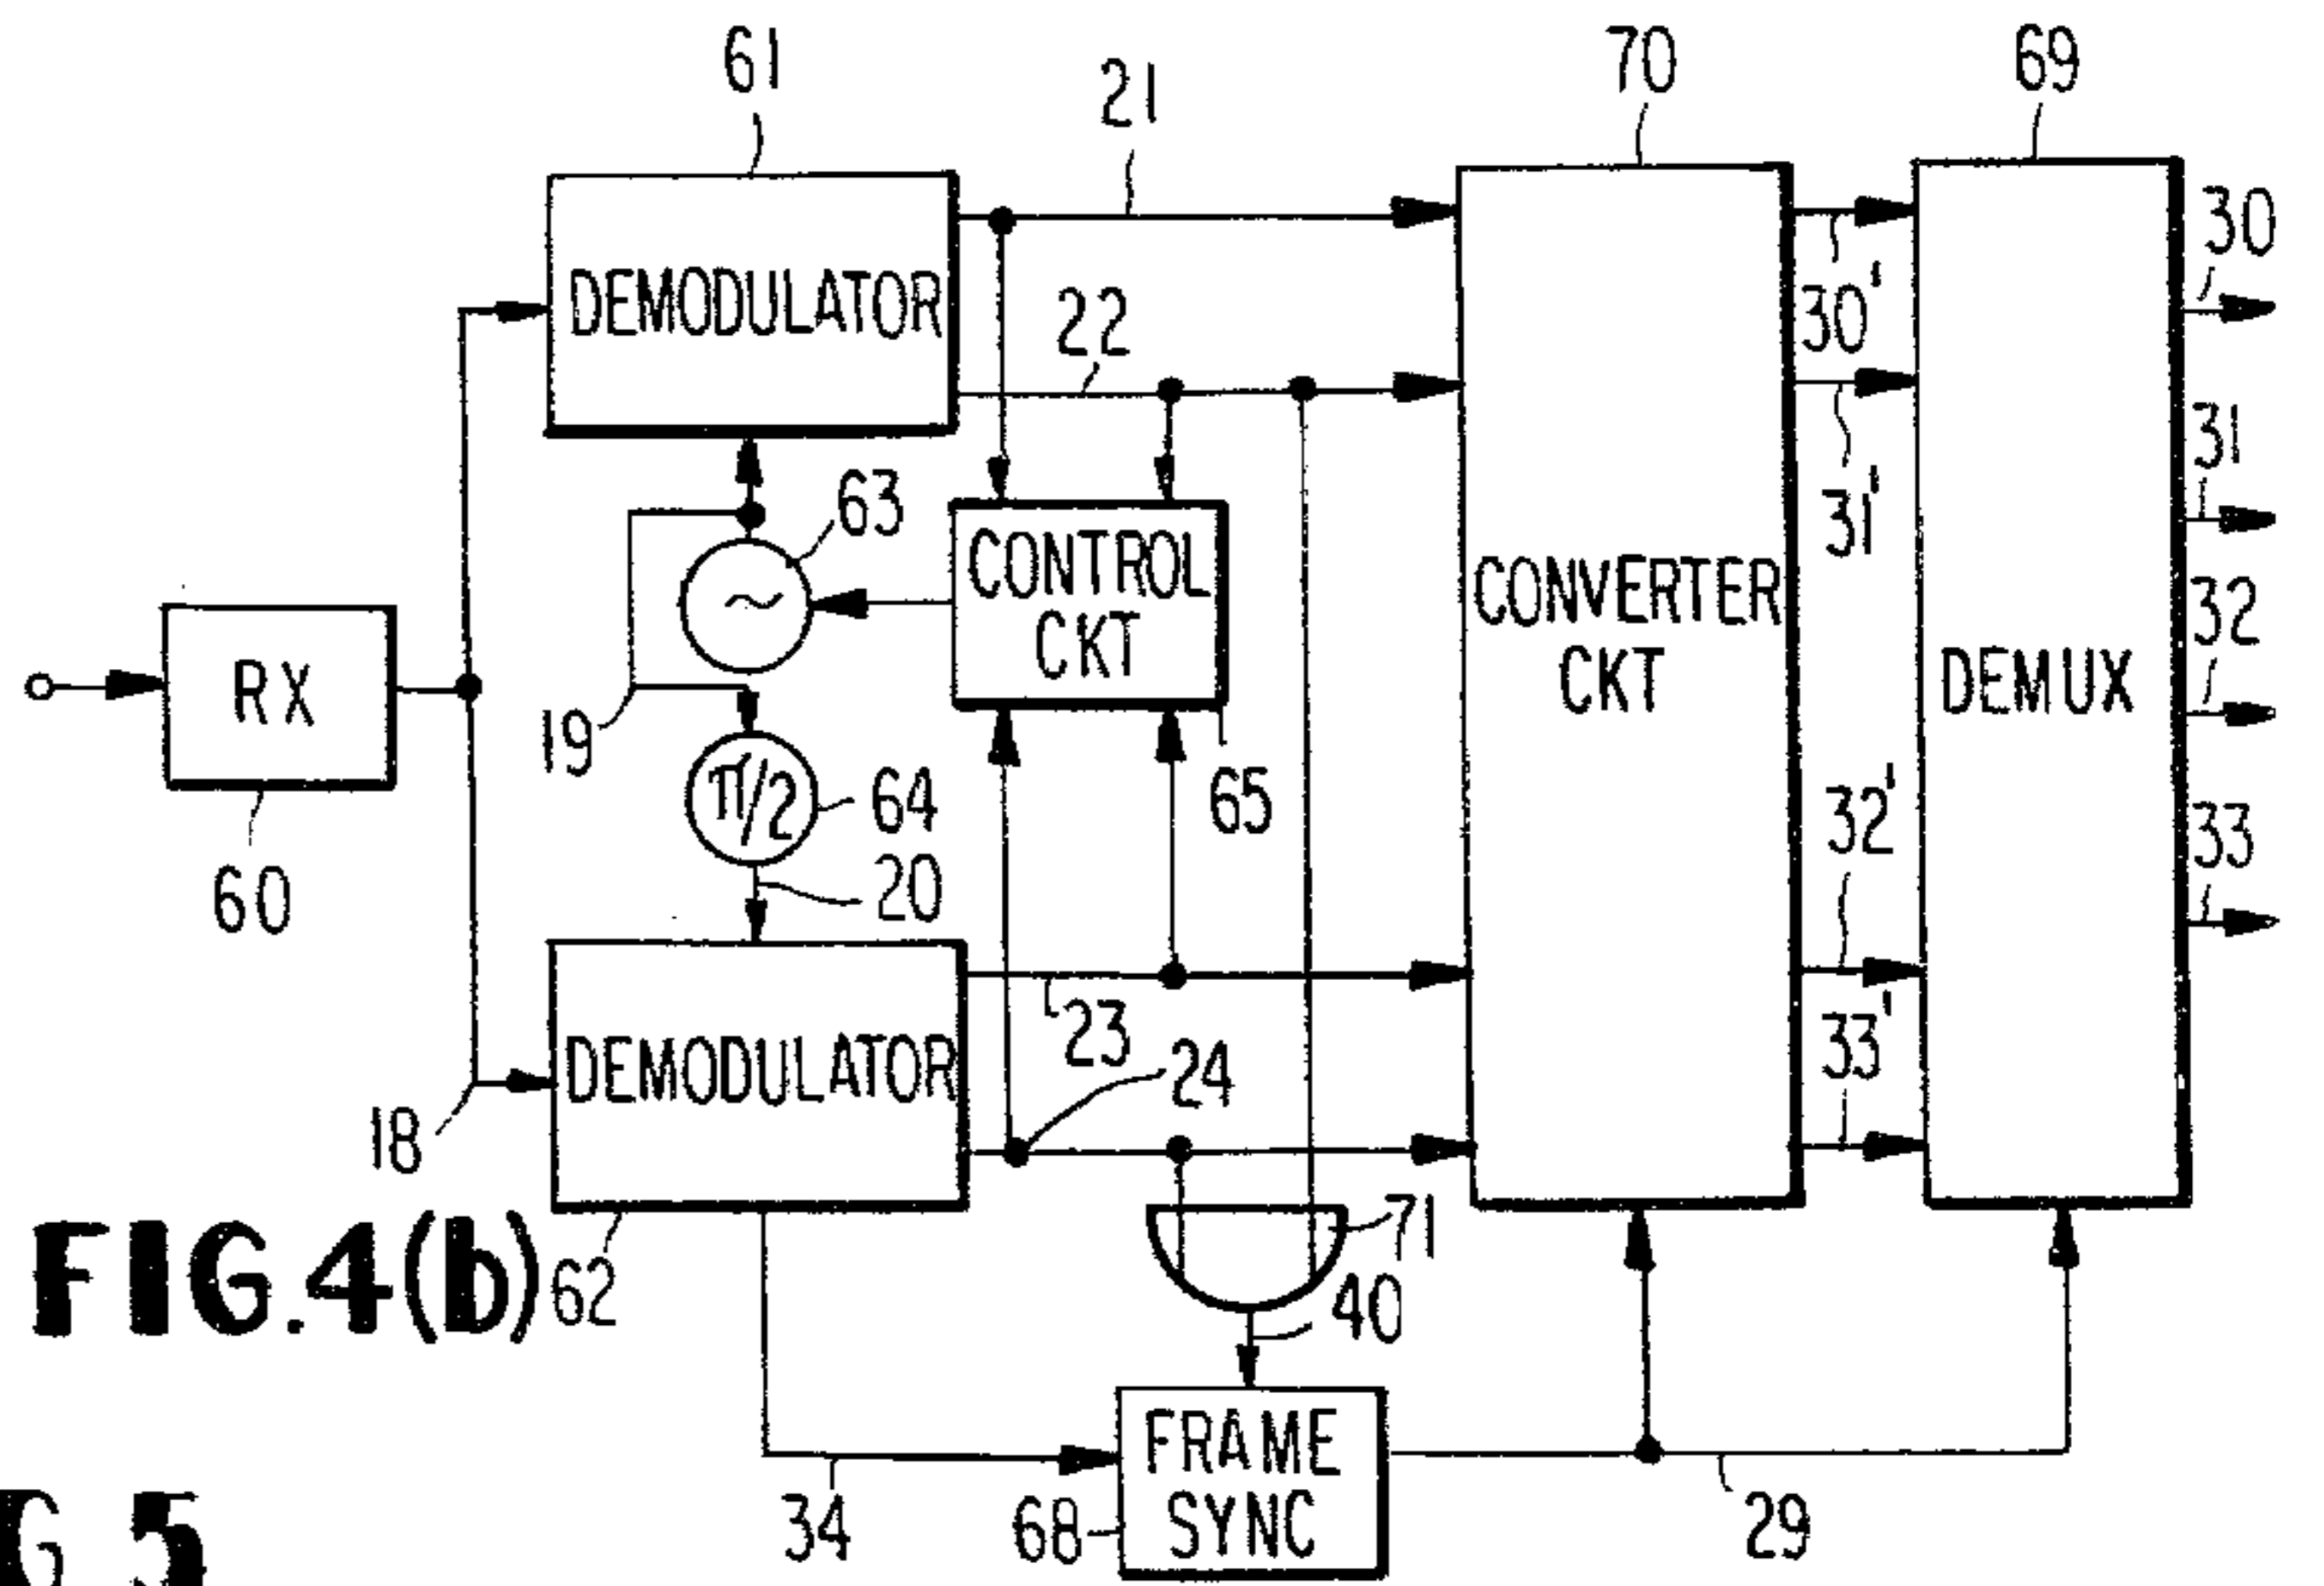 61
21
70
69
30
DEMODULATOR
22
30'
63
31
31'
CONTROL
CKT
CONVERTER
CKT
32
RX
DEMUX
19
π/2
64
65
32'
33
60
20
23
24
33'
DEMODULATOR
18
71
FIG.4(b)
62
40
FRAME
SYNC
34
68
29
G 5